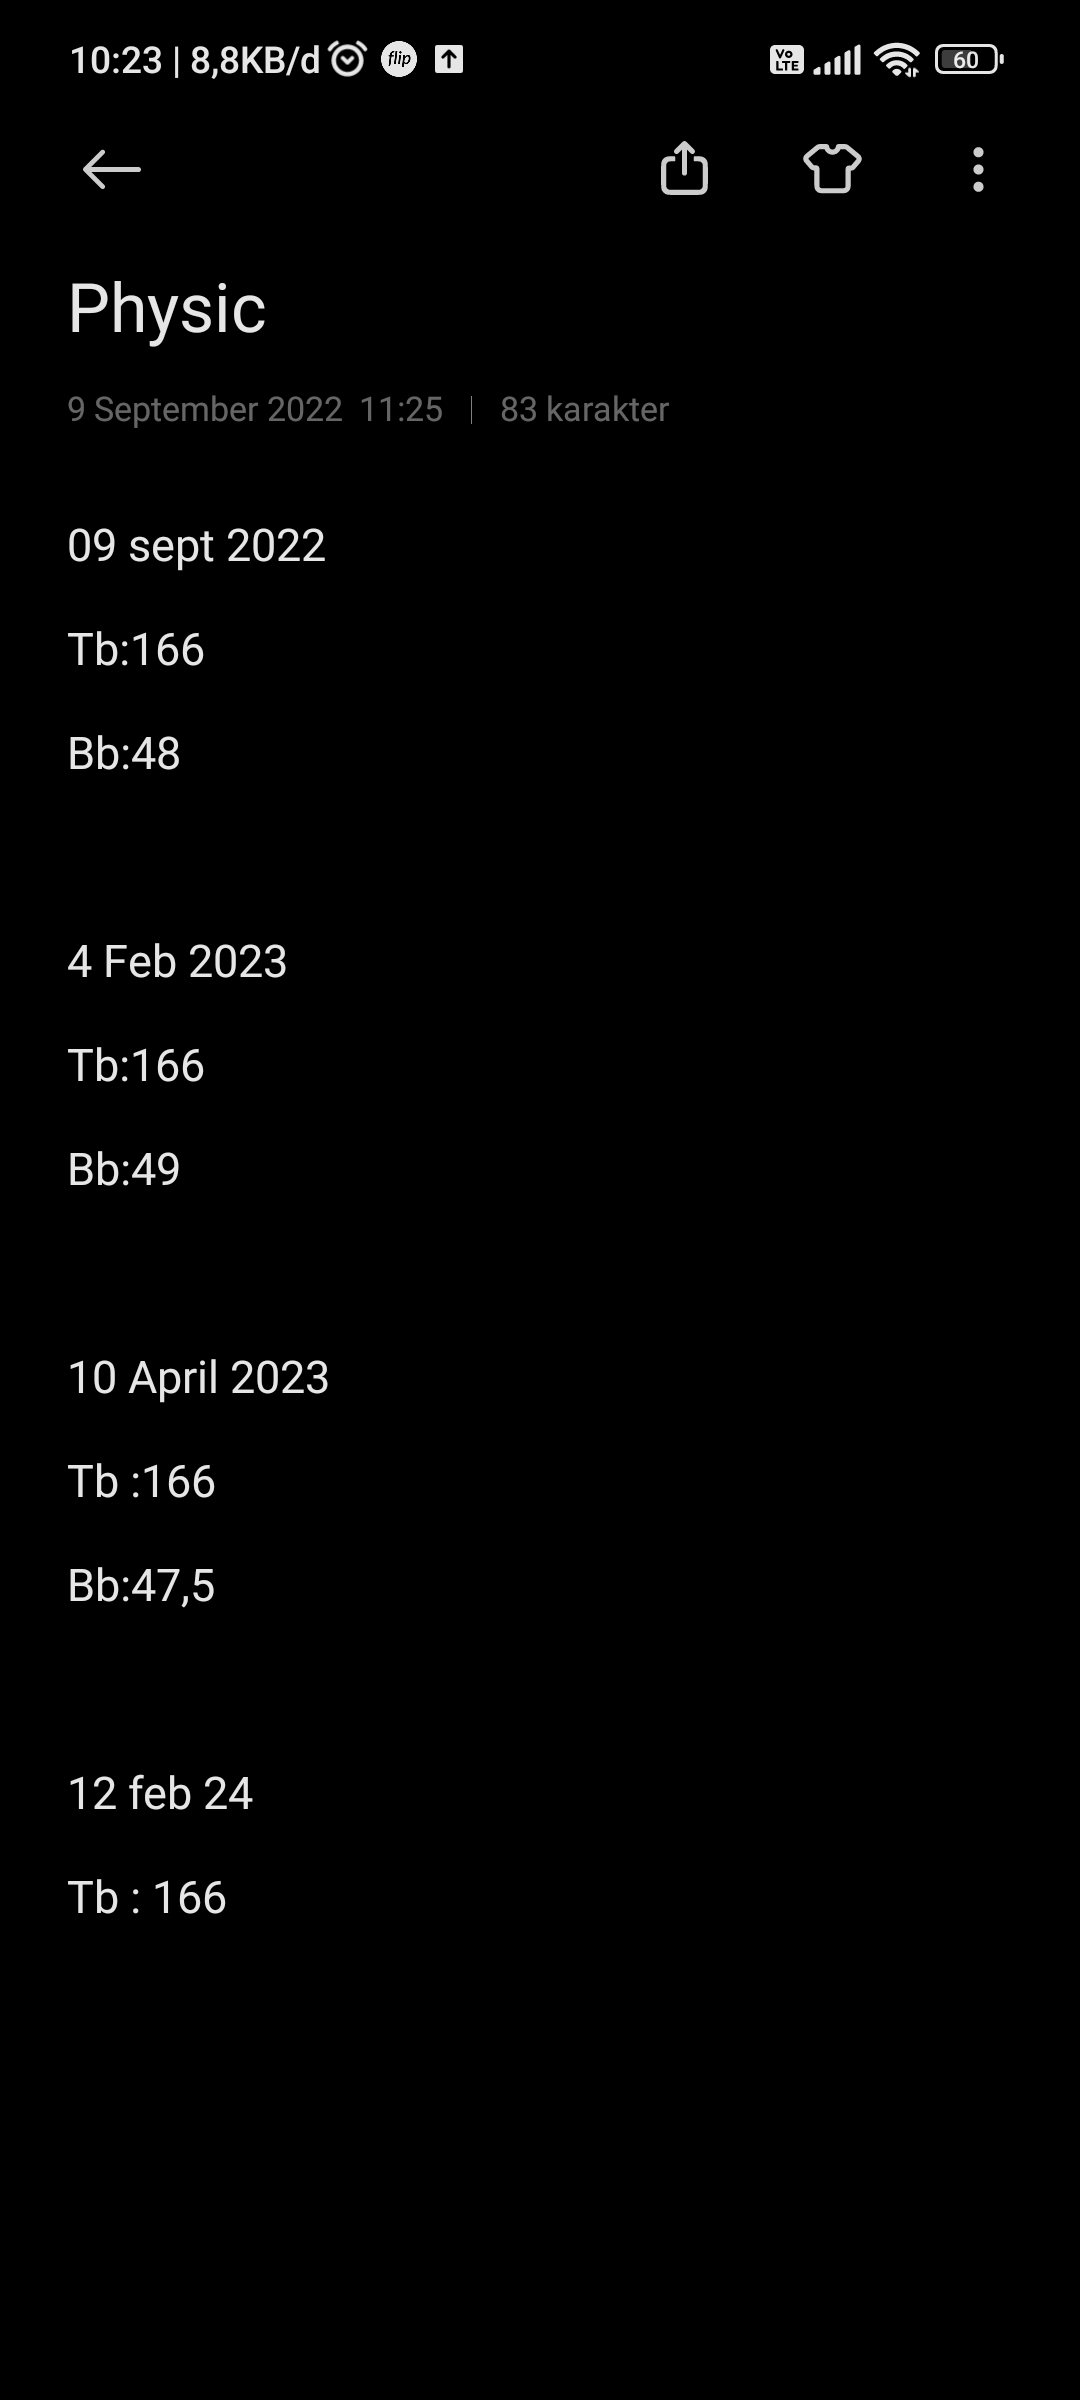 10:23 | 8,8KB/d flip Vo LTE 60
Physic
9 September 2022 11:25 | 83 karakter
09 sept 2022
Tb:166
Bb:48
4 Feb 2023
Tb:166
Bb:49
10 April 2023
Tb :166
Bb:47,5
12 feb 24
Tb : 166